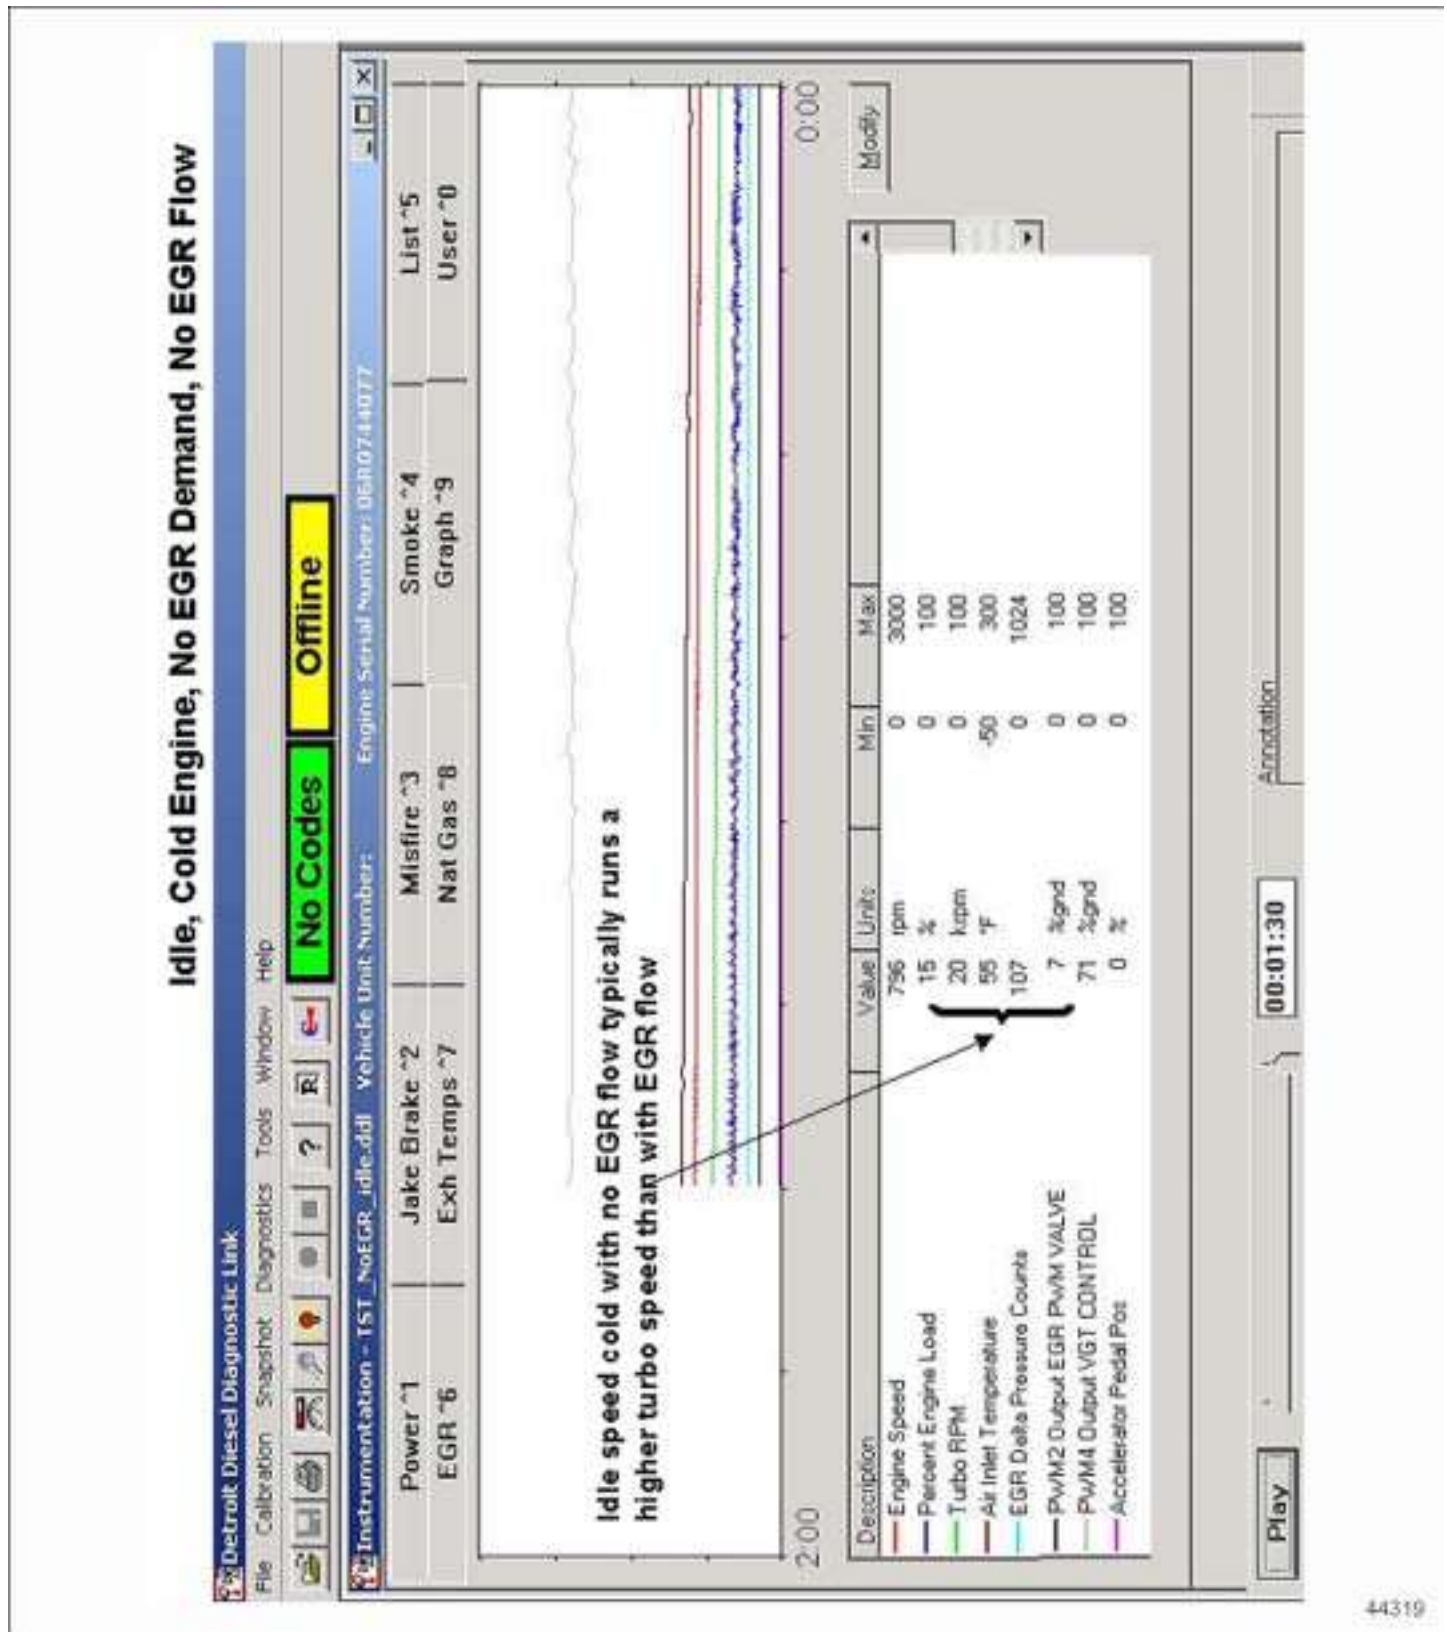 Idle, Cold Engine, No EGR Demand, No EGR Flow
Detroit Diesel Diagnostic Link
File Calibration Snapshot Diagnostics Tools Window Help
? R No Codes Offline
Instrumentation - TST_NoEGR_idle.ddl Vehicle Unit Number: Engine Serial Number: 06R0744077
Power ^1 Jake Brake ^2 Misfire ^3 Smoke ^4 List ^5
EGR ^6 Exh Temps ^7 Nat Gas ^8 Graph ^9 User ^0
Idle speed cold with no EGR flow typically runs a
higher turbo speed than with EGR flow
2:00 0:00
Description Value Units Min Max
Modify
Engine Speed 796 rpm 0 3000
Percent Engine Load 15 % 0 100
Turbo RPM 20 krpm 0 100
Air Inlet Temperature 55 °F -50 300
EGR Delta Pressure Counts 107 0 1024
PWM2 Output EGR PWM VALVE 7 %gnd 0 100
PWM4 Output VGT CONTROL 71 %gnd 0 100
Accelerator Pedal Pos 0 % 0 100
Annotation
Play 00:01:30
44319